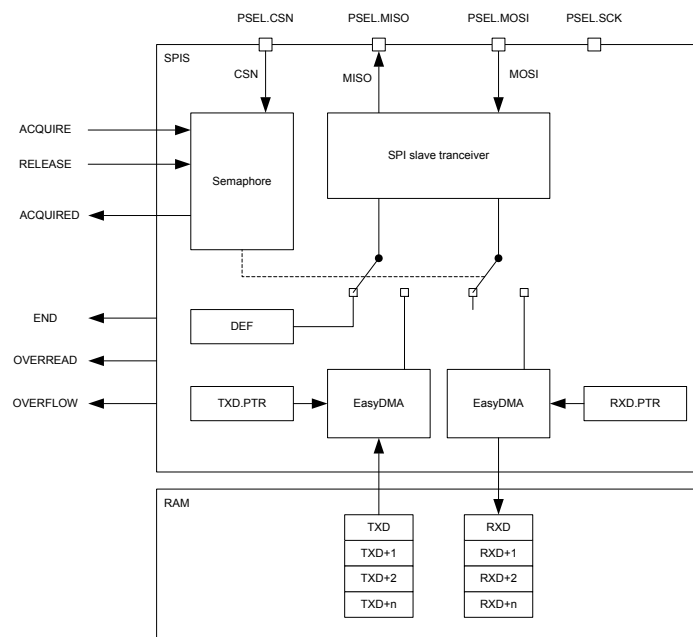 PSEL.CSN PSEL.MISO PSEL.MOSI PSEL.SCK
SPIS
CSN MISO MOSI
ACQUIRE
RELEASE
ACQUIRED
Semaphore
SPI slave tranceiver
END
OVERREAD
OVERFLOW
DEF
TXD.PTR EasyDMA EasyDMA RXD.PTR
RAM
TXD RXD
TXD+1 RXD+1
TXD+2 RXD+2
TXD+n RXD+n